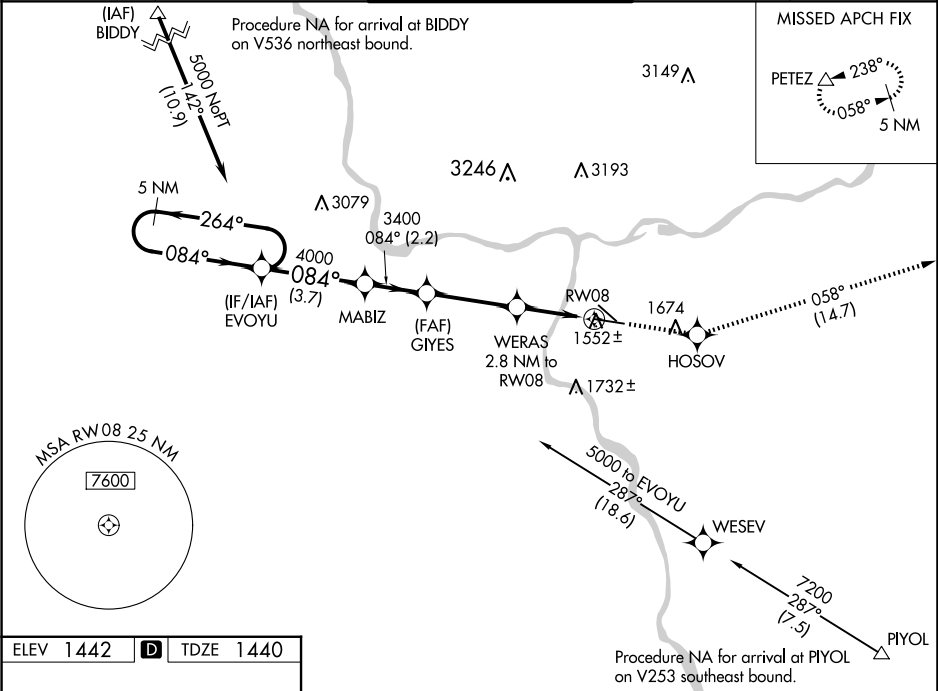 (IAF)
BIDDY
Procedure NA for arrival at BIDDY
on V536 northeast bound.
MISSED APCH FIX
PETEZ
238°
058°
5 NM
5000 NoPT
142°
(10.9)
3149
3246
3193
3079
5 NM
264°
084°
3400
084° (2.2)
4000
084°
(3.7)
(IF/IAF)
EVOYU
MABIZ
(FAF)
GIYES
WERAS
2.8 NM to
RW08
RW08
1552±
1674
HOSOV
058°
(14.7)
1732±
MSA RW08 25 NM
7600
5000 to EVOYU
287°
(18.6)
WESEV
7200
287°
(7.5)
PIYOL
Procedure NA for arrival at PIYOL
on V253 southeast bound.
ELEV 1442 D TDZE 1440